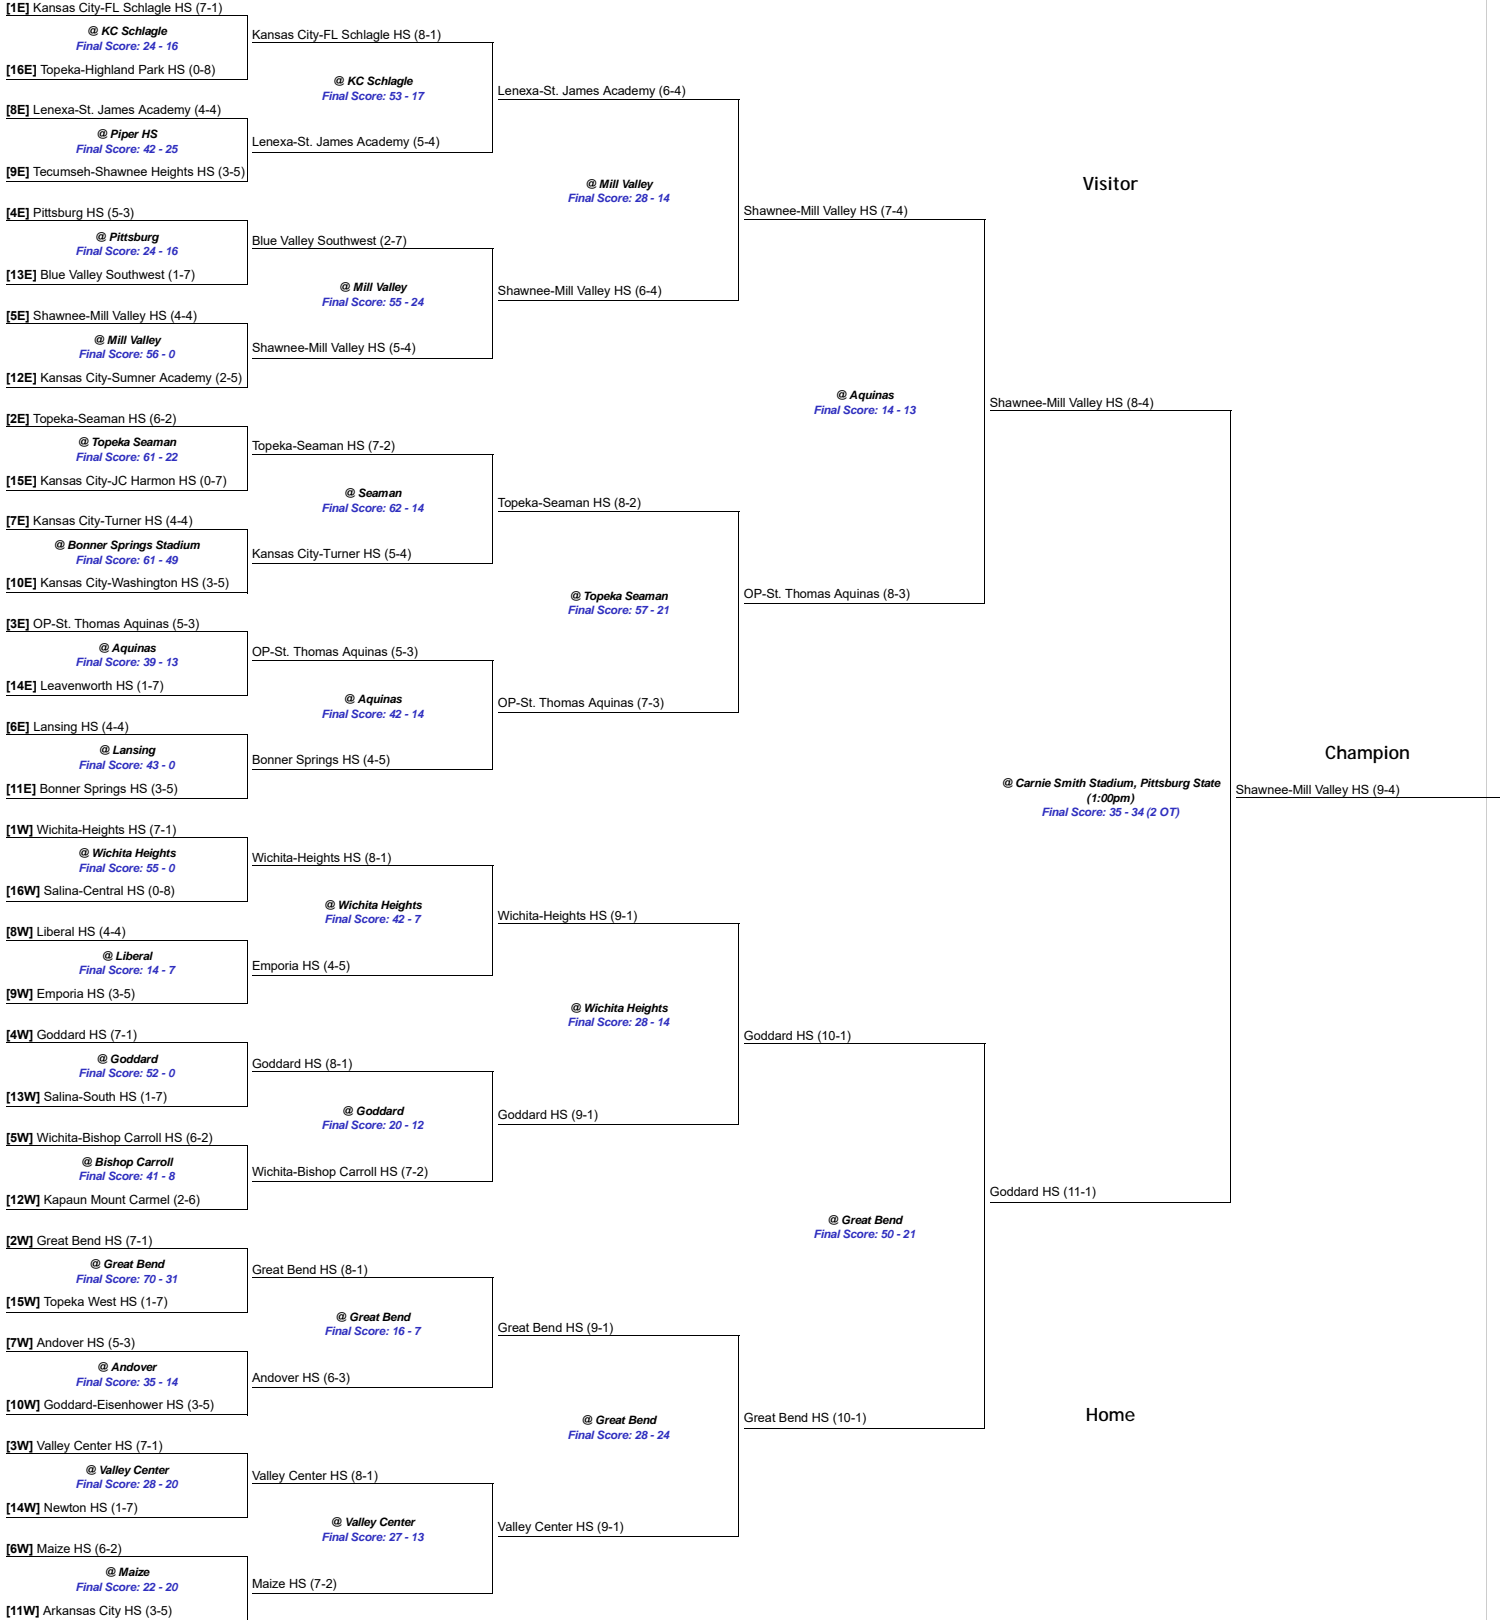 [1E] Kansas City-FL Schlagle HS (7-1)
@ KC Schlagle
Final Score: 24 - 16
[16E] Topeka-Highland Park HS (0-8)
[8E] Lenexa-St. James Academy (4-4)
@ Piper HS
Final Score: 42 - 25
[9E] Tecumseh-Shawnee Heights HS (3-5)
[4E] Pittsburg HS (5-3)
@ Pittsburg
Final Score: 24 - 16
[13E] Blue Valley Southwest (1-7)
[5E] Shawnee-Mill Valley HS (4-4)
@ Mill Valley
Final Score: 56 - 0
[12E] Kansas City-Sumner Academy (2-5)
[2E] Topeka-Seaman HS (6-2)
@ Topeka Seaman
Final Score: 61 - 22
[15E] Kansas City-JC Harmon HS (0-7)
[7E] Kansas City-Turner HS (4-4)
@ Bonner Springs Stadium
Final Score: 61 - 49
[10E] Kansas City-Washington HS (3-5)
[3E] OP-St. Thomas Aquinas (5-3)
@ Aquinas
Final Score: 39 - 13
[14E] Leavenworth HS (1-7)
[6E] Lansing HS (4-4)
@ Lansing
Final Score: 43 - 0
[11E] Bonner Springs HS (3-5)
[1W] Wichita-Heights HS (7-1)
@ Wichita Heights
Final Score: 55 - 0
[16W] Salina-Central HS (0-8)
[8W] Liberal HS (4-4)
@ Liberal
Final Score: 14 - 7
[9W] Emporia HS (3-5)
[4W] Goddard HS (7-1)
@ Goddard
Final Score: 52 - 0
[13W] Salina-South HS (1-7)
[5W] Wichita-Bishop Carroll HS (6-2)
@ Bishop Carroll
Final Score: 41 - 8
[12W] Kapaun Mount Carmel (2-6)
[2W] Great Bend HS (7-1)
@ Great Bend
Final Score: 70 - 31
[15W] Topeka West HS (1-7)
[7W] Andover HS (5-3)
@ Andover
Final Score: 35 - 14
[10W] Goddard-Eisenhower HS (3-5)
[3W] Valley Center HS (7-1)
@ Valley Center
Final Score: 28 - 20
[14W] Newton HS (1-7)
[6W] Maize HS (6-2)
@ Maize
Final Score: 22 - 20
[11W] Arkansas City HS (3-5)
Kansas City-FL Schlagle HS (8-1)
@ KC Schlagle
Final Score: 53 - 17
Lenexa-St. James Academy (5-4)
Blue Valley Southwest (2-7)
@ Mill Valley
Final Score: 55 - 24
Shawnee-Mill Valley HS (5-4)
Topeka-Seaman HS (7-2)
@ Seaman
Final Score: 62 - 14
Kansas City-Turner HS (5-4)
OP-St. Thomas Aquinas (5-3)
@ Aquinas
Final Score: 42 - 14
Bonner Springs HS (4-5)
Wichita-Heights HS (8-1)
@ Wichita Heights
Final Score: 42 - 7
Emporia HS (4-5)
Goddard HS (8-1)
@ Goddard
Final Score: 20 - 12
Wichita-Bishop Carroll HS (7-2)
Great Bend HS (8-1)
@ Great Bend
Final Score: 16 - 7
Andover HS (6-3)
Valley Center HS (8-1)
@ Valley Center
Final Score: 27 - 13
Maize HS (7-2)
Lenexa-St. James Academy (6-4)
@ Mill Valley
Final Score: 28 - 14
Shawnee-Mill Valley HS (6-4)
Topeka-Seaman HS (8-2)
@ Topeka Seaman
Final Score: 57 - 21
OP-St. Thomas Aquinas (7-3)
Wichita-Heights HS (9-1)
@ Wichita Heights
Final Score: 28 - 14
Goddard HS (9-1)
Great Bend HS (9-1)
@ Great Bend
Final Score: 28 - 24
Valley Center HS (9-1)
Shawnee-Mill Valley HS (7-4)
@ Aquinas
Final Score: 14 - 13
OP-St. Thomas Aquinas (8-3)
Goddard HS (10-1)
@ Great Bend
Final Score: 50 - 21
Great Bend HS (10-1)
Visitor
Shawnee-Mill Valley HS (8-4)
@ Carnie Smith Stadium, Pittsburg State
(1:00pm)
Final Score: 35 - 34 (2 OT)
Goddard HS (11-1)
Home
Champion
Shawnee-Mill Valley HS (9-4)